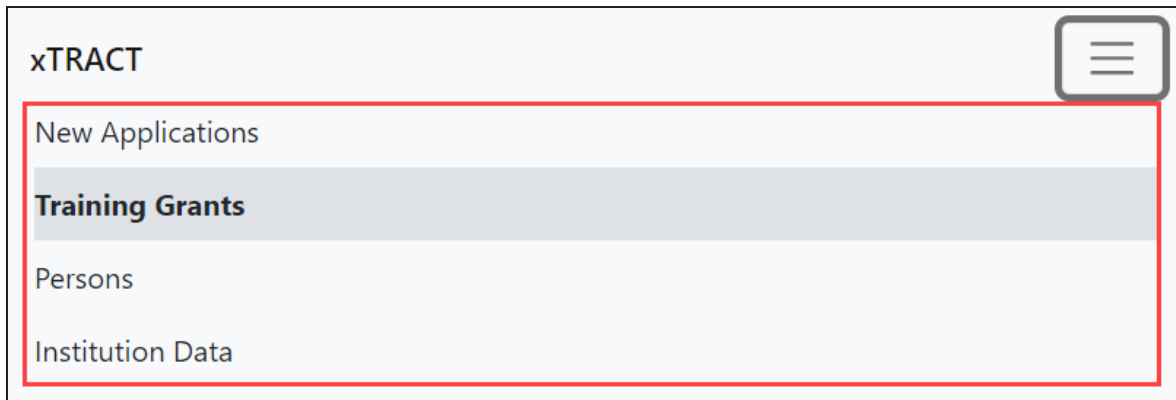 xTRACT
New Applications
Training Grants
Persons
Institution Data